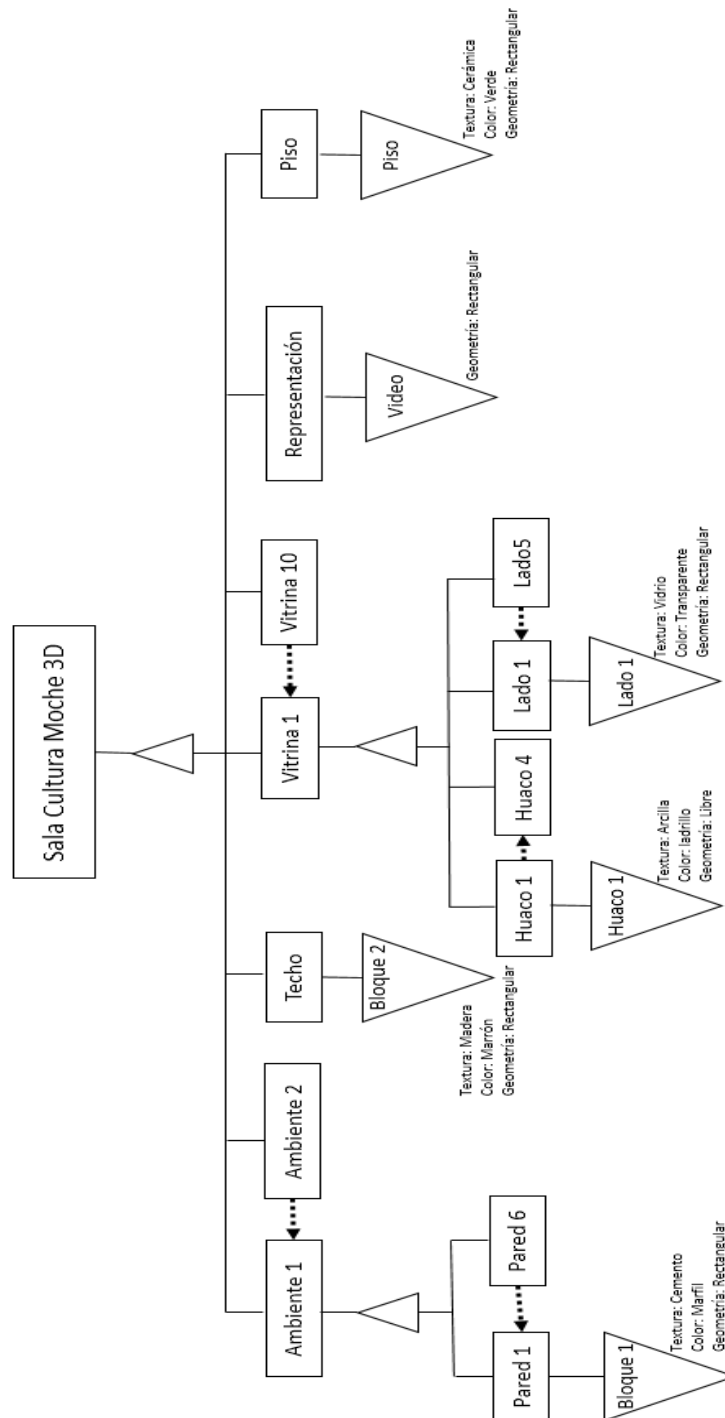 Sala Cultura Moche 3D
Ambiente 1
Ambiente 2
Techo
Vitrina 1
Vitrina 10
Representación
Piso
Bloque 2
Textura: Madera
Color: Marrón
Geometría: Rectangular
Video
Geometría: Rectangular
Piso
Textura: Cerámica
Color: Verde
Geometría: Rectangular
Pared 1
Pared 6
Huaco 1
Huaco 4
Lado 1
Lado5
Bloque 1
Textura: Cemento
Color: Marfil
Geometría: Rectangular
Huaco 1
Textura: Arcilla
Color: ladrillo
Geometría: Libre
Lado 1
Textura: Vidrio
Color: Transparente
Geometría: Rectangular